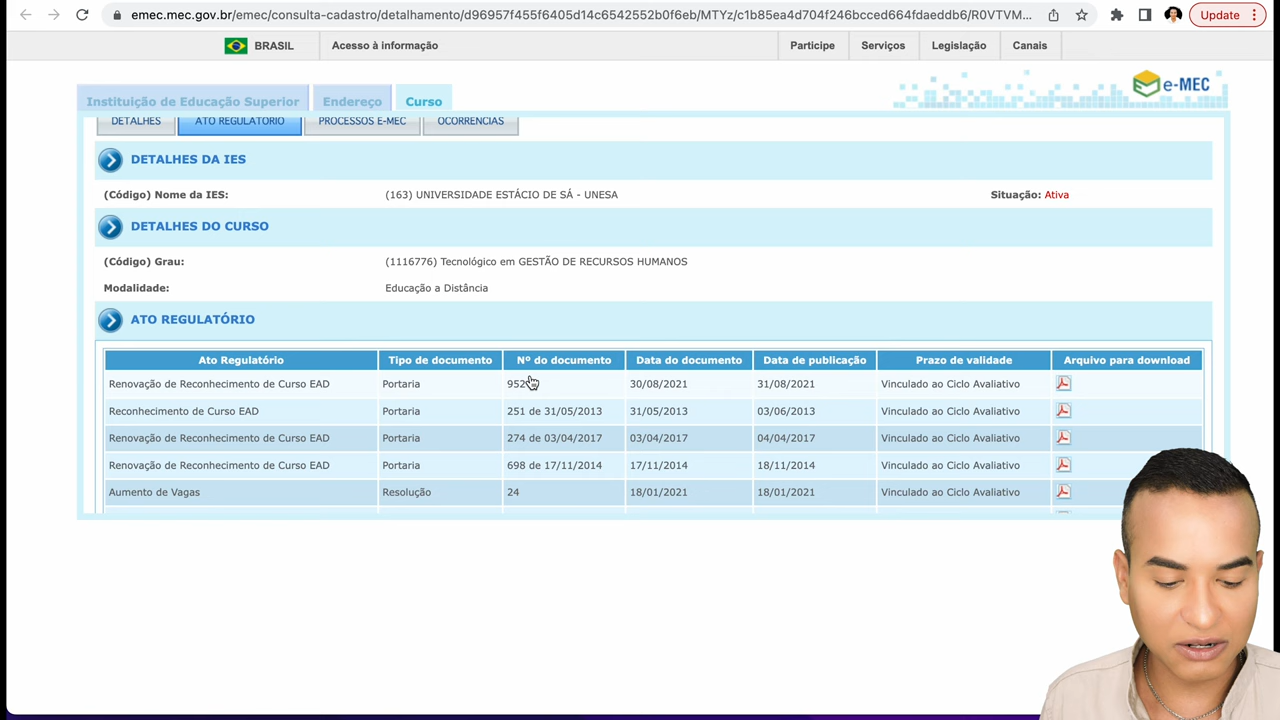 emec.mec.gov.br/emec/consulta-cadastro/detalhamento/d96957f455f6405d14c6542552b0f6eb/MTYz/c1b85ea4d704f246bcced664fdaeddb6/R0VTVM... Update
BRASIL Acesso à informação Participe Serviços Legislação Canais
Instituição de Educação Superior Endereço Curso e-MEC
DETALHES ATO REGULATÓRIO PROCESSOS E-MEC OCORRÊNCIAS
DETALHES DA IES
(Código) Nome da IES: (163) UNIVERSIDADE ESTÁCIO DE SÁ - UNESA Situação: Ativa
DETALHES DO CURSO
(Código) Grau: (1116776) Tecnológico em GESTÃO DE RECURSOS HUMANOS
Modalidade: Educação a Distância
ATO REGULATÓRIO
Ato Regulatório Tipo de documento Nº do documento Data do documento Data de publicação Prazo de validade Arquivo para download
Renovação de Reconhecimento de Curso EAD Portaria 30/08/2021 31/08/2021 Vinculado ao Ciclo Avaliativo
Reconhecimento de Curso EAD Portaria 251 de 31/05/2013 31/05/2013 03/06/2013 Vinculado ao Ciclo Avaliativo
Renovação de Reconhecimento de Curso EAD Portaria 274 de 03/04/2017 03/04/2017 04/04/2017 Vinculado ao Ciclo Avaliativo
Renovação de Reconhecimento de Curso EAD Portaria 698 de 17/11/2014 17/11/2014 18/11/2014 Vinculado ao Ciclo Avaliativo
Aumento de Vagas Resolução 24 18/01/2021 18/01/2021 Vinculado ao Ciclo Avaliativo